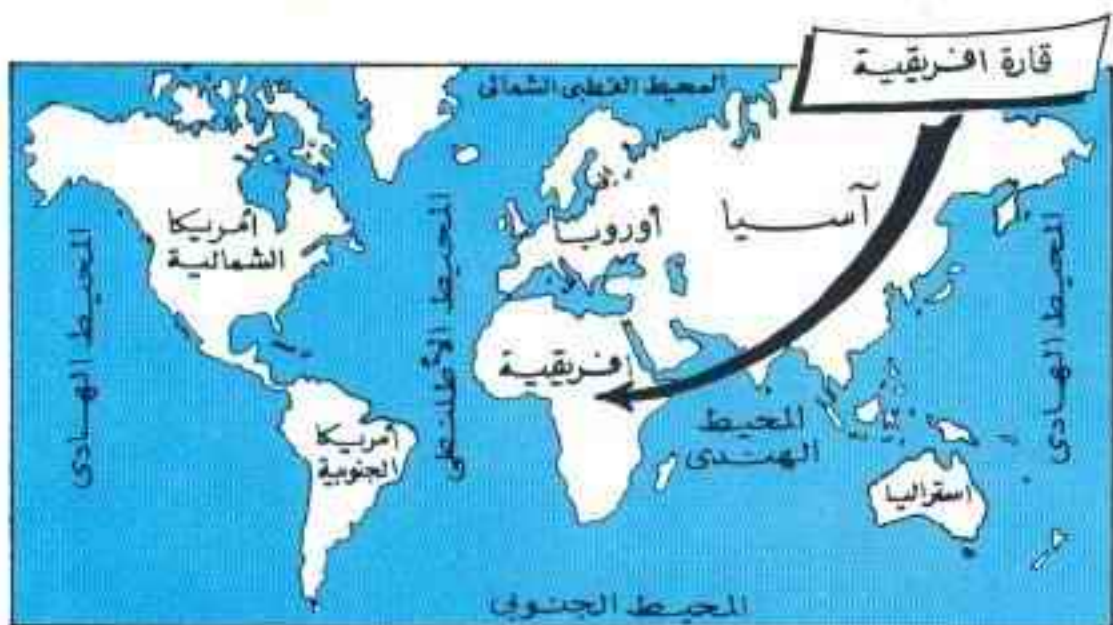 قارة افريقية
المحيط القطبى الشمالى
آسيا
أوروبا
أمريكا
الشمالية
المحيط الهادى
المحيط الأطلنطى
المحيط الهادى
إفريقية
المحيط
الهندى
أمريكا
الجنوبية
استراليا
المحيط الجنوبى